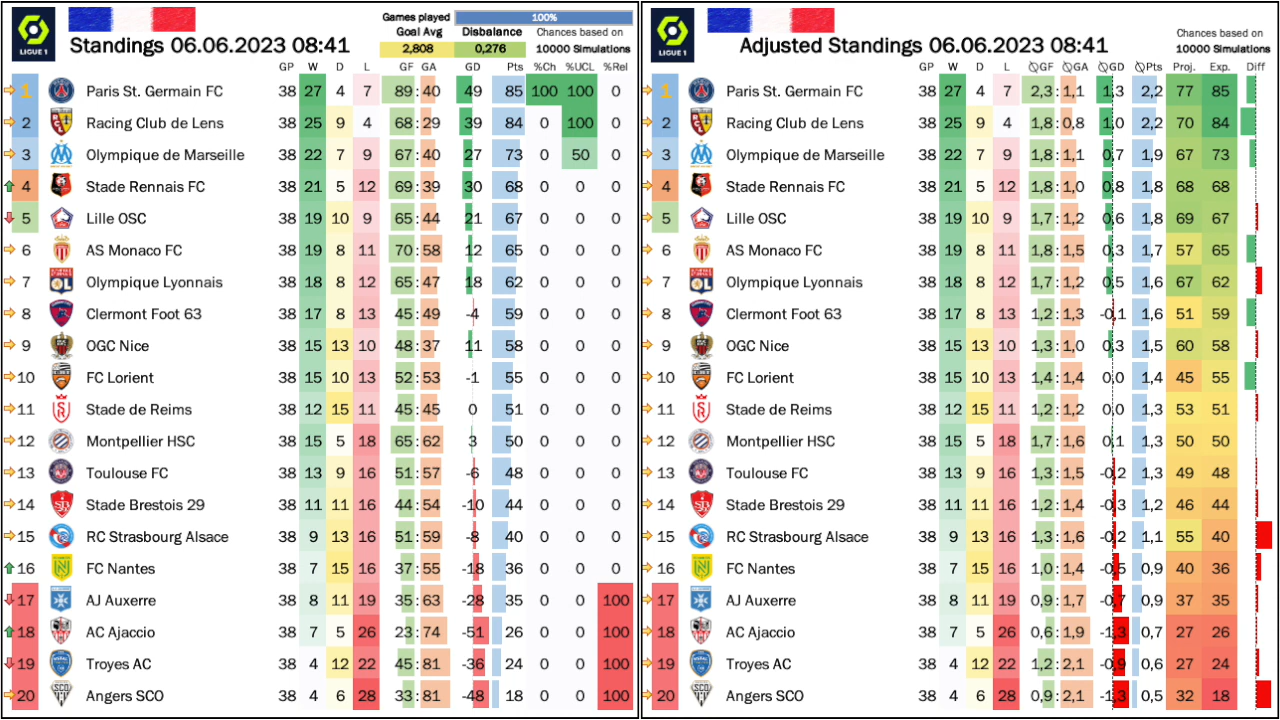 Games played 100%
Goal Avg Disbalance Chances based on
LIGUE 1 Standings 06.06.2023 08:41 2,808 0,276 10000 Simulations
GP W D L GF GA GD Pts %Ch %UCL %Rel
1 Paris St. Germain FC 38 27 4 7 89 : 40 49 85 100 100 0
2 Racing Club de Lens 38 25 9 4 68 : 29 39 84 0 100 0
3 Olympique de Marseille 38 22 7 9 67 : 40 27 73 0 50 0
4 Stade Rennais FC 38 21 5 12 69 : 39 30 68 0 0 0
5 Lille OSC 38 19 10 9 65 : 44 21 67 0 0 0
6 AS Monaco FC 38 19 8 11 70 : 58 12 65 0 0 0
7 Olympique Lyonnais 38 18 8 12 65 : 47 18 62 0 0 0
8 Clermont Foot 63 38 17 8 13 45 : 49 -4 59 0 0 0
9 OGC Nice 38 15 13 10 48 : 37 11 58 0 0 0
10 FC Lorient 38 15 10 13 52 : 53 -1 55 0 0 0
11 Stade de Reims 38 12 15 11 45 : 45 0 51 0 0 0
12 Montpellier HSC 38 15 5 18 65 : 62 3 50 0 0 0
13 Toulouse FC 38 13 9 16 51 : 57 -6 48 0 0 0
14 Stade Brestois 29 38 11 11 16 44 : 54 -10 44 0 0 0
15 RC Strasbourg Alsace 38 9 13 16 51 : 59 -8 40 0 0 0
16 FC Nantes 38 7 15 16 37 : 55 -18 36 0 0 0
17 AJ Auxerre 38 8 11 19 35 : 63 -28 35 0 0 100
18 AC Ajaccio 38 7 5 26 23 : 74 -51 26 0 0 100
19 Troyes AC 38 4 12 22 45 : 81 -36 24 0 0 100
20 Angers SCO 38 4 6 28 33 : 81 -48 18 0 0 100
Chances based on
LIGUE 1 Adjusted Standings 06.06.2023 08:41 10000 Simulations
GP W D L ∅GF ∅GA ∅GD ∅Pts Proj. Exp. Diff
1 Paris St. Germain FC 38 27 4 7 2,3 : 1,1 1,3 2,2 77 85
2 Racing Club de Lens 38 25 9 4 1,8 : 0,8 1,0 2,2 70 84
3 Olympique de Marseille 38 22 7 9 1,8 : 1,1 0,7 1,9 67 73
4 Stade Rennais FC 38 21 5 12 1,8 : 1,0 0,8 1,8 68 68
5 Lille OSC 38 19 10 9 1,7 : 1,2 0,6 1,8 69 67
6 AS Monaco FC 38 19 8 11 1,8 : 1,5 0,3 1,7 57 65
7 Olympique Lyonnais 38 18 8 12 1,7 : 1,2 0,5 1,6 67 62
8 Clermont Foot 63 38 17 8 13 1,2 : 1,3 -0,1 1,6 51 59
9 OGC Nice 38 15 13 10 1,3 : 1,0 0,3 1,5 60 58
10 FC Lorient 38 15 10 13 1,4 : 1,4 0,0 1,4 45 55
11 Stade de Reims 38 12 15 11 1,2 : 1,2 0,0 1,3 53 51
12 Montpellier HSC 38 15 5 18 1,7 : 1,6 0,1 1,3 50 50
13 Toulouse FC 38 13 9 16 1,3 : 1,5 -0,2 1,3 49 48
14 Stade Brestois 29 38 11 11 16 1,2 : 1,4 -0,3 1,2 46 44
15 RC Strasbourg Alsace 38 9 13 16 1,3 : 1,6 -0,2 1,1 55 40
16 FC Nantes 38 7 15 16 1,0 : 1,4 -0,5 0,9 40 36
17 AJ Auxerre 38 8 11 19 0,9 : 1,7 -0,7 0,9 37 35
18 AC Ajaccio 38 7 5 26 0,6 : 1,9 -1,3 0,7 27 26
19 Troyes AC 38 4 12 22 1,2 : 2,1 -0,9 0,6 27 24
20 Angers SCO 38 4 6 28 0,9 : 2,1 -1,3 0,5 32 18